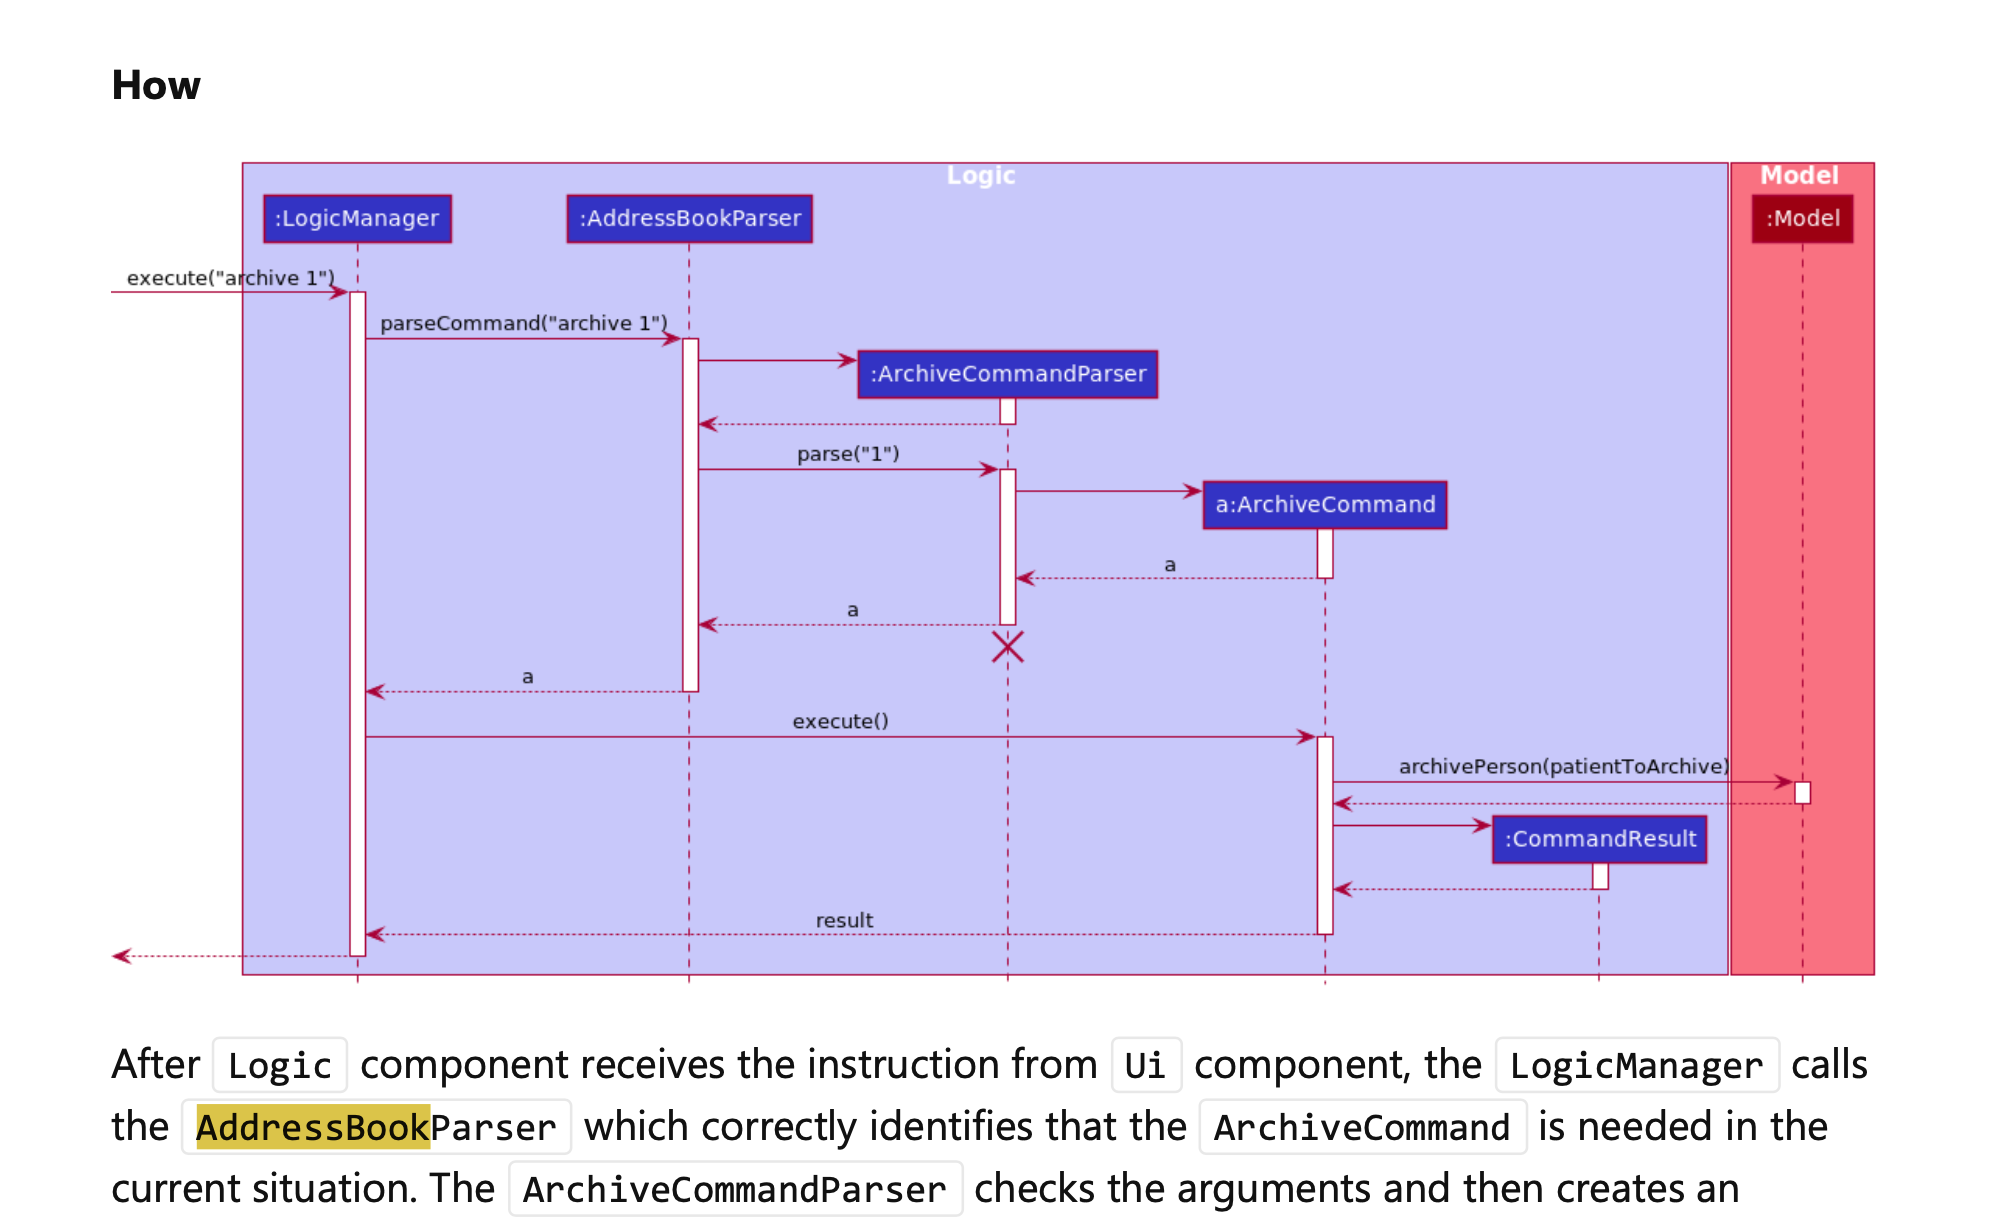 How
Logic
Model
:LogicManager
:AddressBookParser
:Model
execute("archive 1")
parseCommand("archive 1")
:ArchiveCommandParser
parse("1")
a:ArchiveCommand
a
a
a
execute()
archivePerson(patientToArchive)
:CommandResult
result
After Logic component receives the instruction from Ui component, the LogicManager calls
the AddressBookParser which correctly identifies that the ArchiveCommand is needed in the
current situation. The ArchiveCommandParser checks the arguments and then creates an